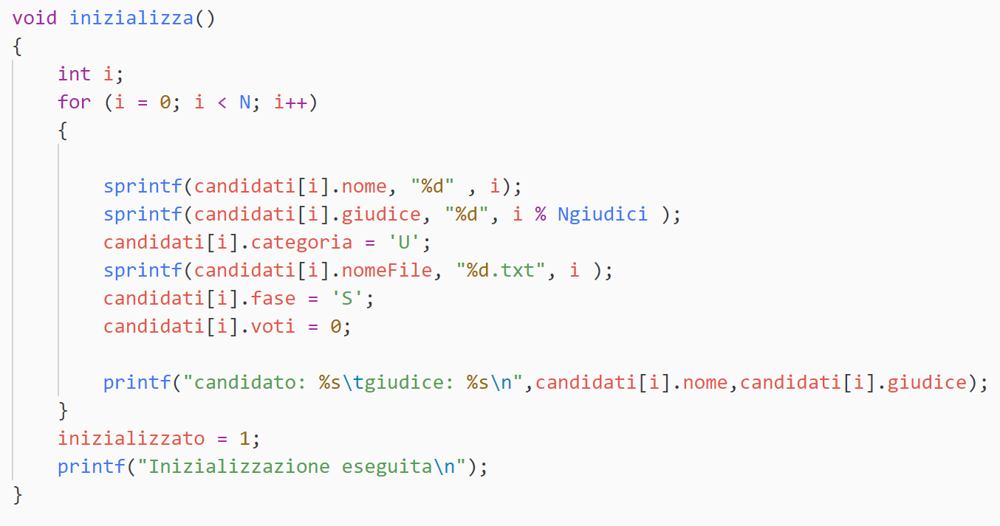 void inizializza()
{
    int i;
    for (i = 0; i < N; i++)
    {

        sprintf(candidati[i].nome, "%d" , i);
        sprintf(candidati[i].giudice, "%d", i % Ngiudici );
        candidati[i].categoria = 'U';
        sprintf(candidati[i].nomeFile, "%d.txt", i );
        candidati[i].fase = 'S';
        candidati[i].voti = 0;

        printf("candidato: %s\tgiudice: %s\n",candidati[i].nome,candidati[i].giudice);
    }
    inizializzato = 1;
    printf("Inizializzazione eseguita\n");
}